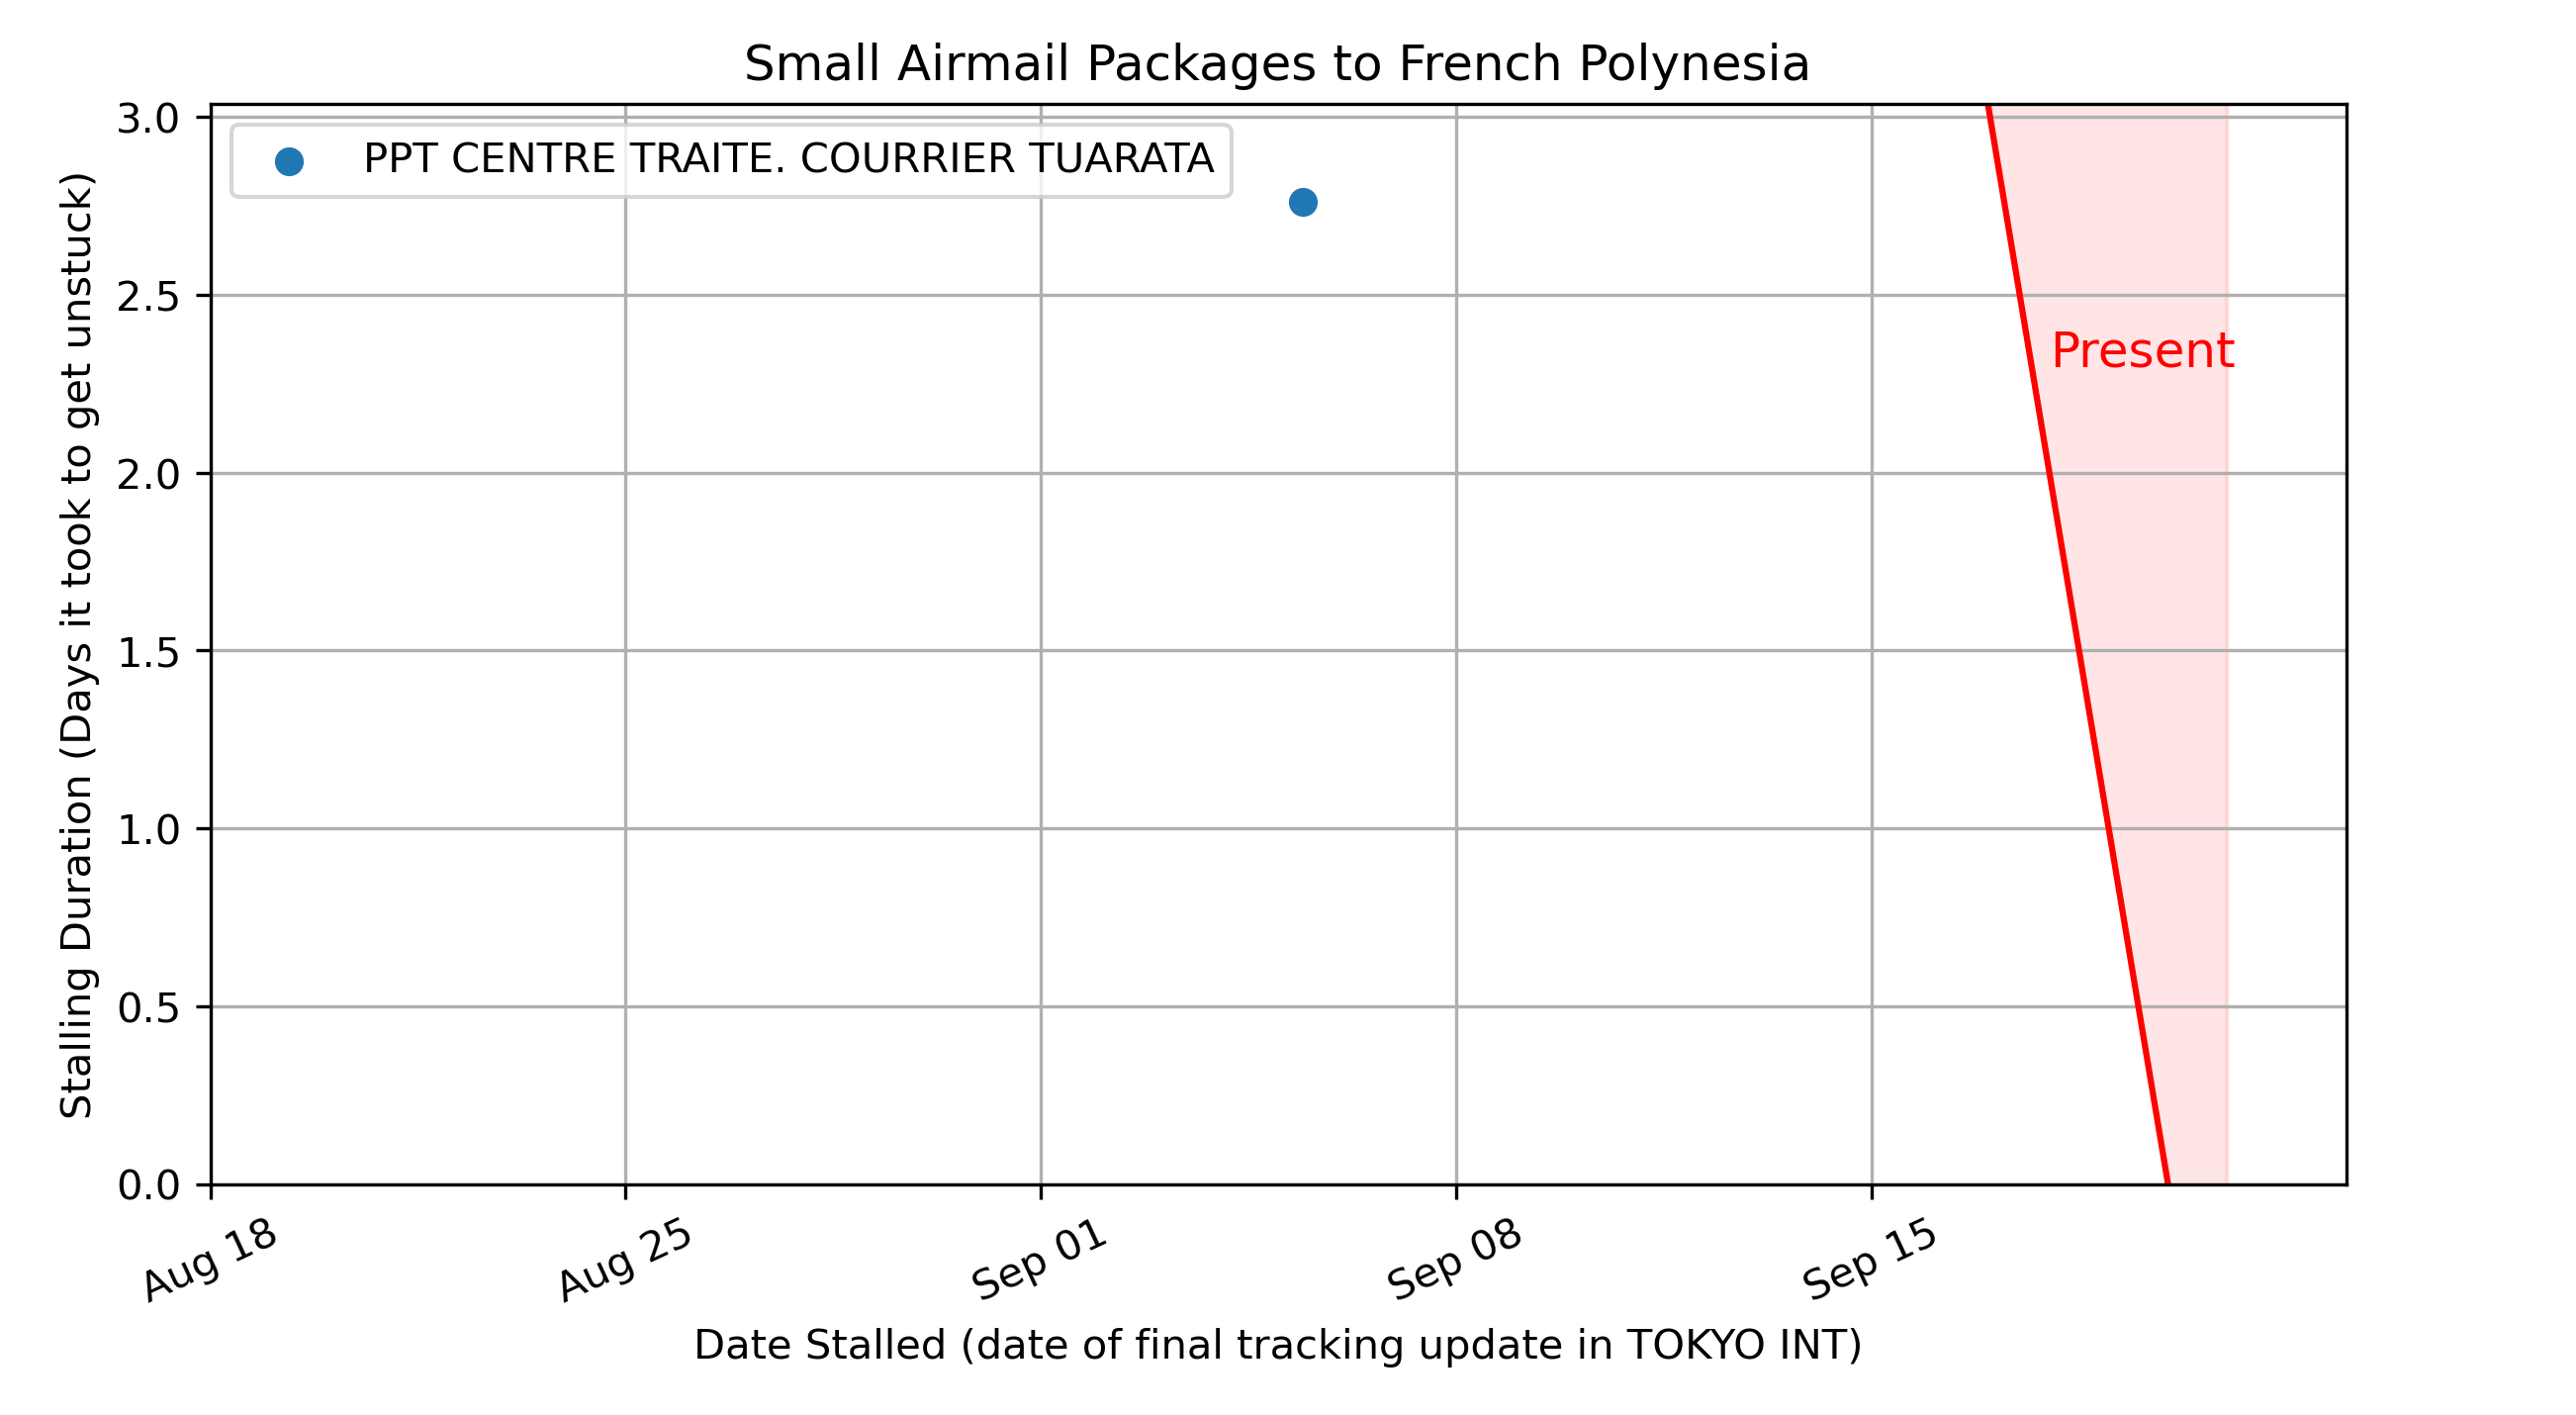 Small Airmail Packages to French Polynesia
3.0
2.5
2.0
1.5
1.0
0.5
0.0
Stalling Duration (Days it took to get unstuck)
PPT CENTRE TRAITE. COURRIER TUARATA
Present
Aug 18
Aug 25
Sep 01
Sep 08
Sep 15
Date Stalled (date of final tracking update in TOKYO INT)